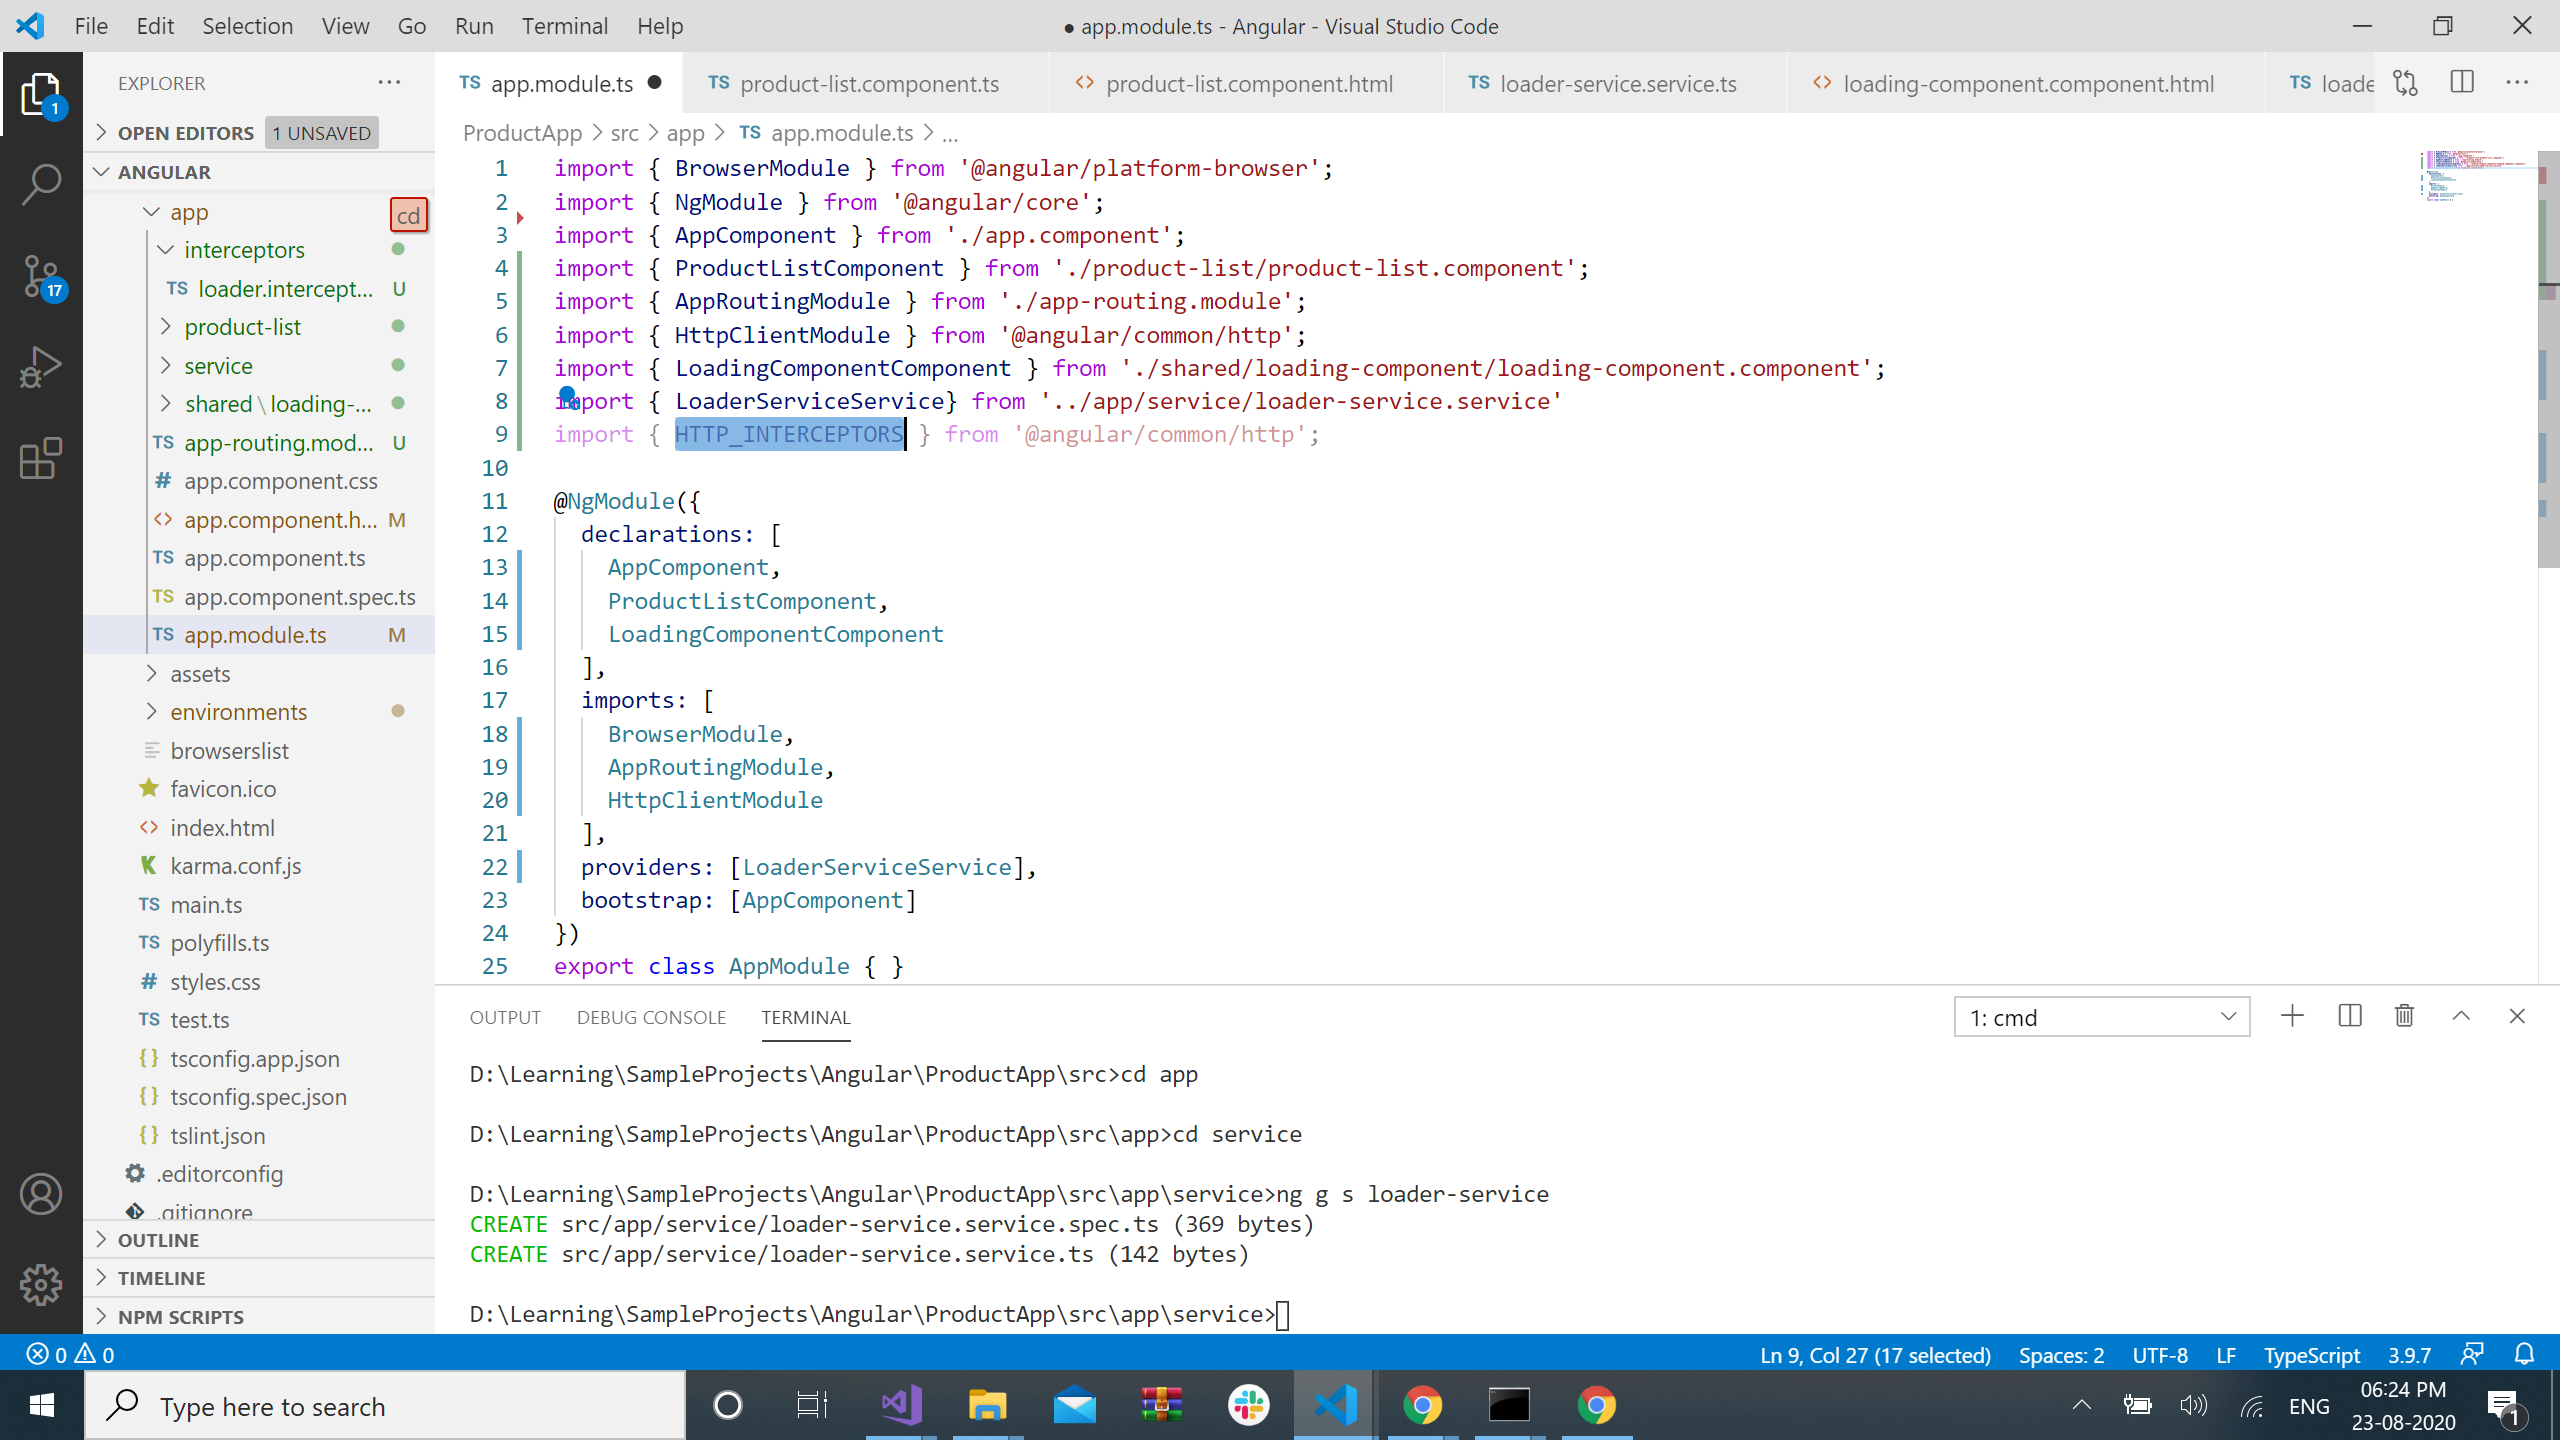 File Edit Selection View Go Run Terminal Help
● app.module.ts - Angular - Visual Studio Code
EXPLORER ...
1
OPEN EDITORS 1 UNSAVED
ANGULAR
app
cd
interceptors
TS loader.intercept... U
17
product-list
service
shared\loading-...
TS app-routing.mod... U
# app.component.css
<> app.component.h... M
TS app.component.ts
TS app.component.spec.ts
TS app.module.ts M
assets
environments
browserslist
favicon.ico
<> index.html
karma.conf.js
TS main.ts
TS polyfills.ts
# styles.css
TS test.ts
{} tsconfig.app.json
{} tsconfig.spec.json
{} tslint.json
.editorconfig
.gitignore
OUTLINE
TIMELINE
NPM SCRIPTS
TS app.module.ts ● TS product-list.component.ts <> product-list.component.html TS loader-service.service.ts <> loading-component.component.html TS loade
ProductApp > src > app > TS app.module.ts > ...
1 import { BrowserModule } from '@angular/platform-browser';
2 import { NgModule } from '@angular/core';
3 import { AppComponent } from './app.component';
4 import { ProductListComponent } from './product-list/product-list.component';
5 import { AppRoutingModule } from './app-routing.module';
6 import { HttpClientModule } from '@angular/common/http';
7 import { LoadingComponentComponent } from './shared/loading-component/loading-component.component';
8 import { LoaderServiceService} from '../app/service/loader-service.service'
9 import { HTTP_INTERCEPTORS } from '@angular/common/http';
10
11 @NgModule({
12 declarations: [
13 AppComponent,
14 ProductListComponent,
15 LoadingComponentComponent
16 ],
17 imports: [
18 BrowserModule,
19 AppRoutingModule,
20 HttpClientModule
21 ],
22 providers: [LoaderServiceService],
23 bootstrap: [AppComponent]
24 })
25 export class AppModule { }
OUTPUT DEBUG CONSOLE TERMINAL
1: cmd
D:\Learning\SampleProjects\Angular\ProductApp\src>cd app
D:\Learning\SampleProjects\Angular\ProductApp\src\app>cd service
D:\Learning\SampleProjects\Angular\ProductApp\src\app\service>ng g s loader-service
CREATE src/app/service/loader-service.service.spec.ts (369 bytes)
CREATE src/app/service/loader-service.service.ts (142 bytes)
D:\Learning\SampleProjects\Angular\ProductApp\src\app\service>
0 0
Ln 9, Col 27 (17 selected) Spaces: 2 UTF-8 LF TypeScript 3.9.7
Type here to search
ENG
06:24 PM
23-08-2020
1